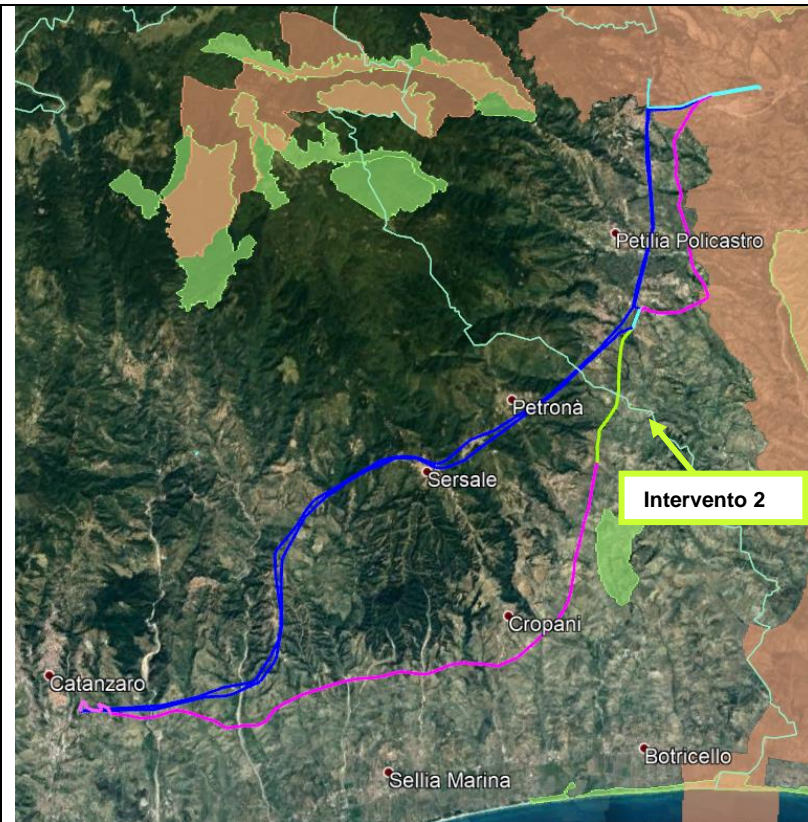 Petilia Policastro
Petronà
Sersale
Intervento 2
Cropani
Catanzaro
Botricello
Sellia Marina